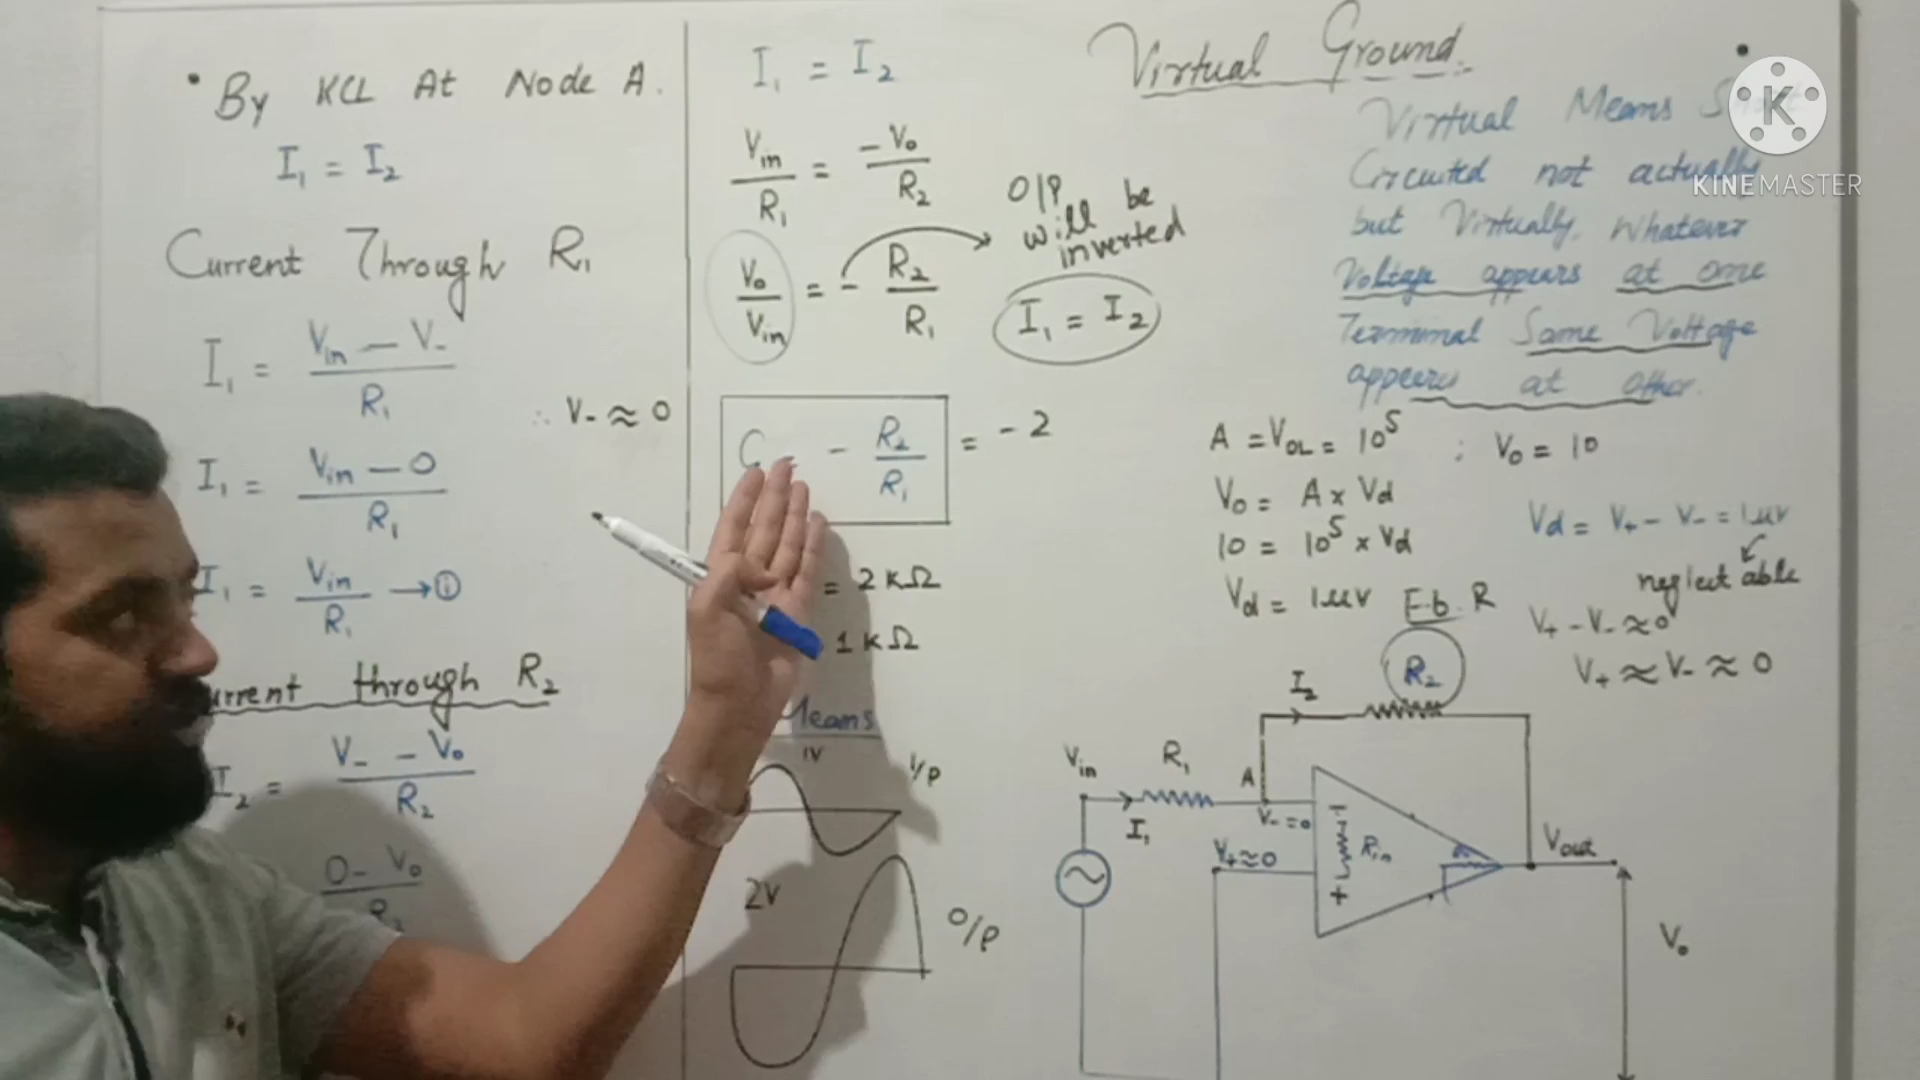 • By KCL At Node A.
I₁ = I₂
Current Through R₁
I₁ = (Vin − V₋) / R₁
∴ V₋ ≈ 0
I₁ = (Vin − 0) / R₁
I₁ = Vin / R₁ → ①
urrent through R₂
I₂ = (V₋ − V₀) / R₂
(0 − V₀) / R₂
I₁ = I₂
Vin / R₁ = −V₀ / R₂
V₀ / Vin = − R₂ / R₁
O/P
will be
inverted
I₁ = I₂
− R₂ / R₁ = −2
= 2 KΩ
1 KΩ
Means
1V
I/P
2V
O/P
Virtual Ground.
•
Virtual Means
Circuited not actually
but Virtually. Whatever
Voltage appears at one
Terminal Same Voltage
appears at other.
A = VOL = 10⁵ ; V₀ = 10
V₀ = A × Vd
10 = 10⁵ × Vd
Vd = 1uv
Vd = V₊ − V₋ = 1uv
neglectable
V₊ − V₋ ≈ 0
V₊ ≈ V₋ ≈ 0
F.b. R
R₂
I₂
Vin
R₁
A
I₁
V₋ = 0
V₊ ≈ 0
−
Rin
+
Vout
V₀
K
KINEMASTER